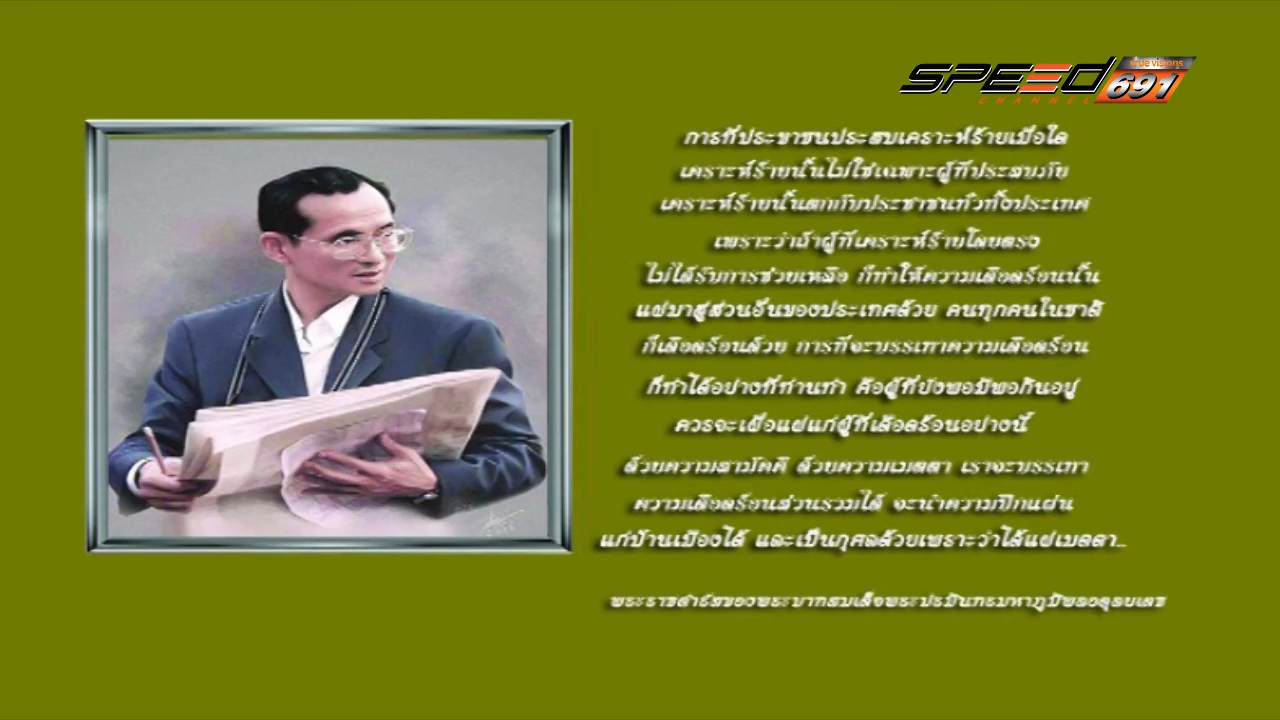 SPEED
CHANNEL
true visions
691
การที่ประชาชนประสบเคราะห์ร้ายเมื่อใด
เคราะห์ร้ายนั้นไม่ใช่เฉพาะผู้ที่ประสบภัย
เคราะห์ร้ายนั้นตกกับประชาชนทั่วทั้งประเทศ
เพราะว่าถ้าผู้ที่เคราะห์ร้ายโดยตรง
ไม่ได้รับการช่วยเหลือ ก็ทำให้ความเดือดร้อนนั้น
แผ่มาสู่ส่วนอื่นของประเทศด้วย คนทุกคนในชาติ
ก็เดือดร้อนด้วย การที่จะบรรเทาความเดือดร้อน
ก็ทำได้อย่างที่ท่านทำ คือผู้ที่ยังพอมีพอกินอยู่
ควรจะเผื่อแผ่แก่ผู้ที่เดือดร้อนอย่างนี้
ด้วยความสามัคคี ด้วยความเมตตา เราจะบรรเทา
ความเดือดร้อนส่วนรวมได้ จะนำความปึกแผ่น
แก่บ้านเมืองได้ และเป็นกุศลด้วยเพราะว่าได้แผ่เมตตา..
พระราชดำรัสของพระบาทสมเด็จพระปรมินทรมหาภูมิพลอดุลยเดช